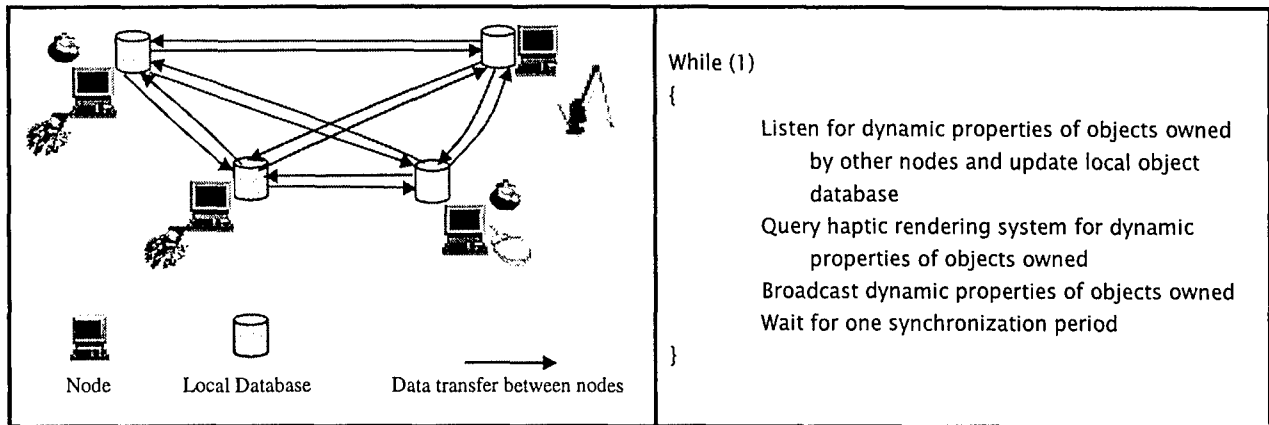 While (1)
{
Listen for dynamic properties of objects owned
by other nodes and update local object
database
Query haptic rendering system for dynamic
properties of objects owned
Broadcast dynamic properties of objects owned
Wait for one synchronization period
}
Node
Local Database
Data transfer between nodes